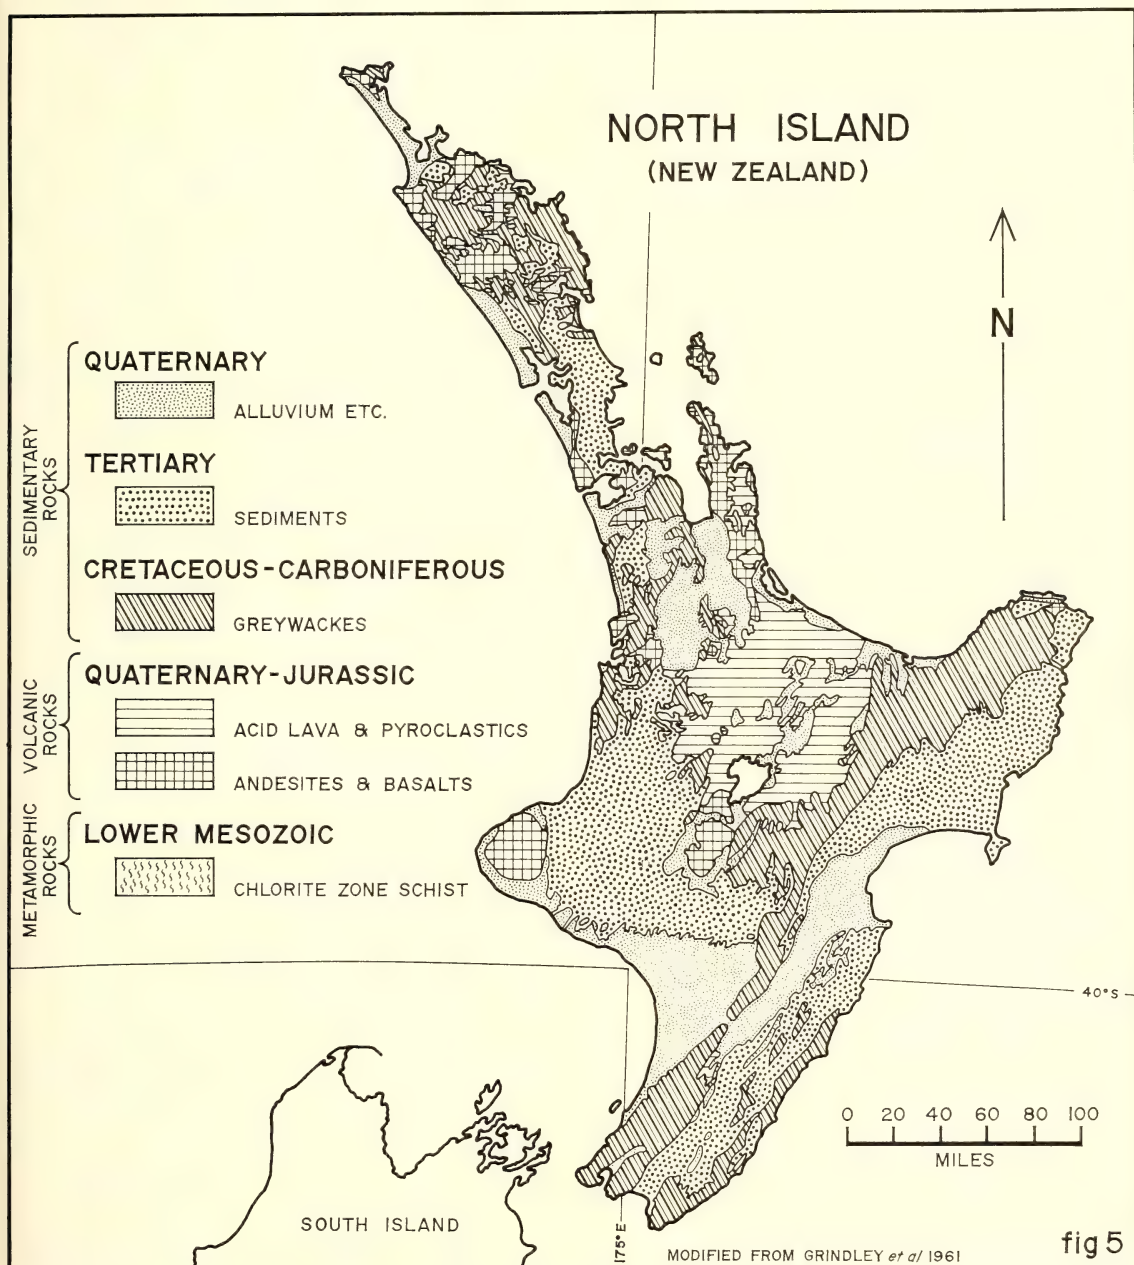 NORTH ISLAND
(NEW ZEALAND)
N
SEDIMENTARY
ROCKS
QUATERNARY
ALLUVIUM ETC.
TERTIARY
SEDIMENTS
CRETACEOUS-CARBONIFEROUS
GREYWACKES
VOLCANIC
ROCKS
QUATERNARY-JURASSIC
ACID LAVA & PYROCLASTICS
ANDESITES & BASALTS
METAMORPHIC
ROCKS
LOWER MESOZOIC
CHLORITE ZONE SCHIST
40°S
0 20 40 60 80 100
MILES
SOUTH ISLAND
175°E
MODIFIED FROM GRINDLEY et al 1961
fig 5